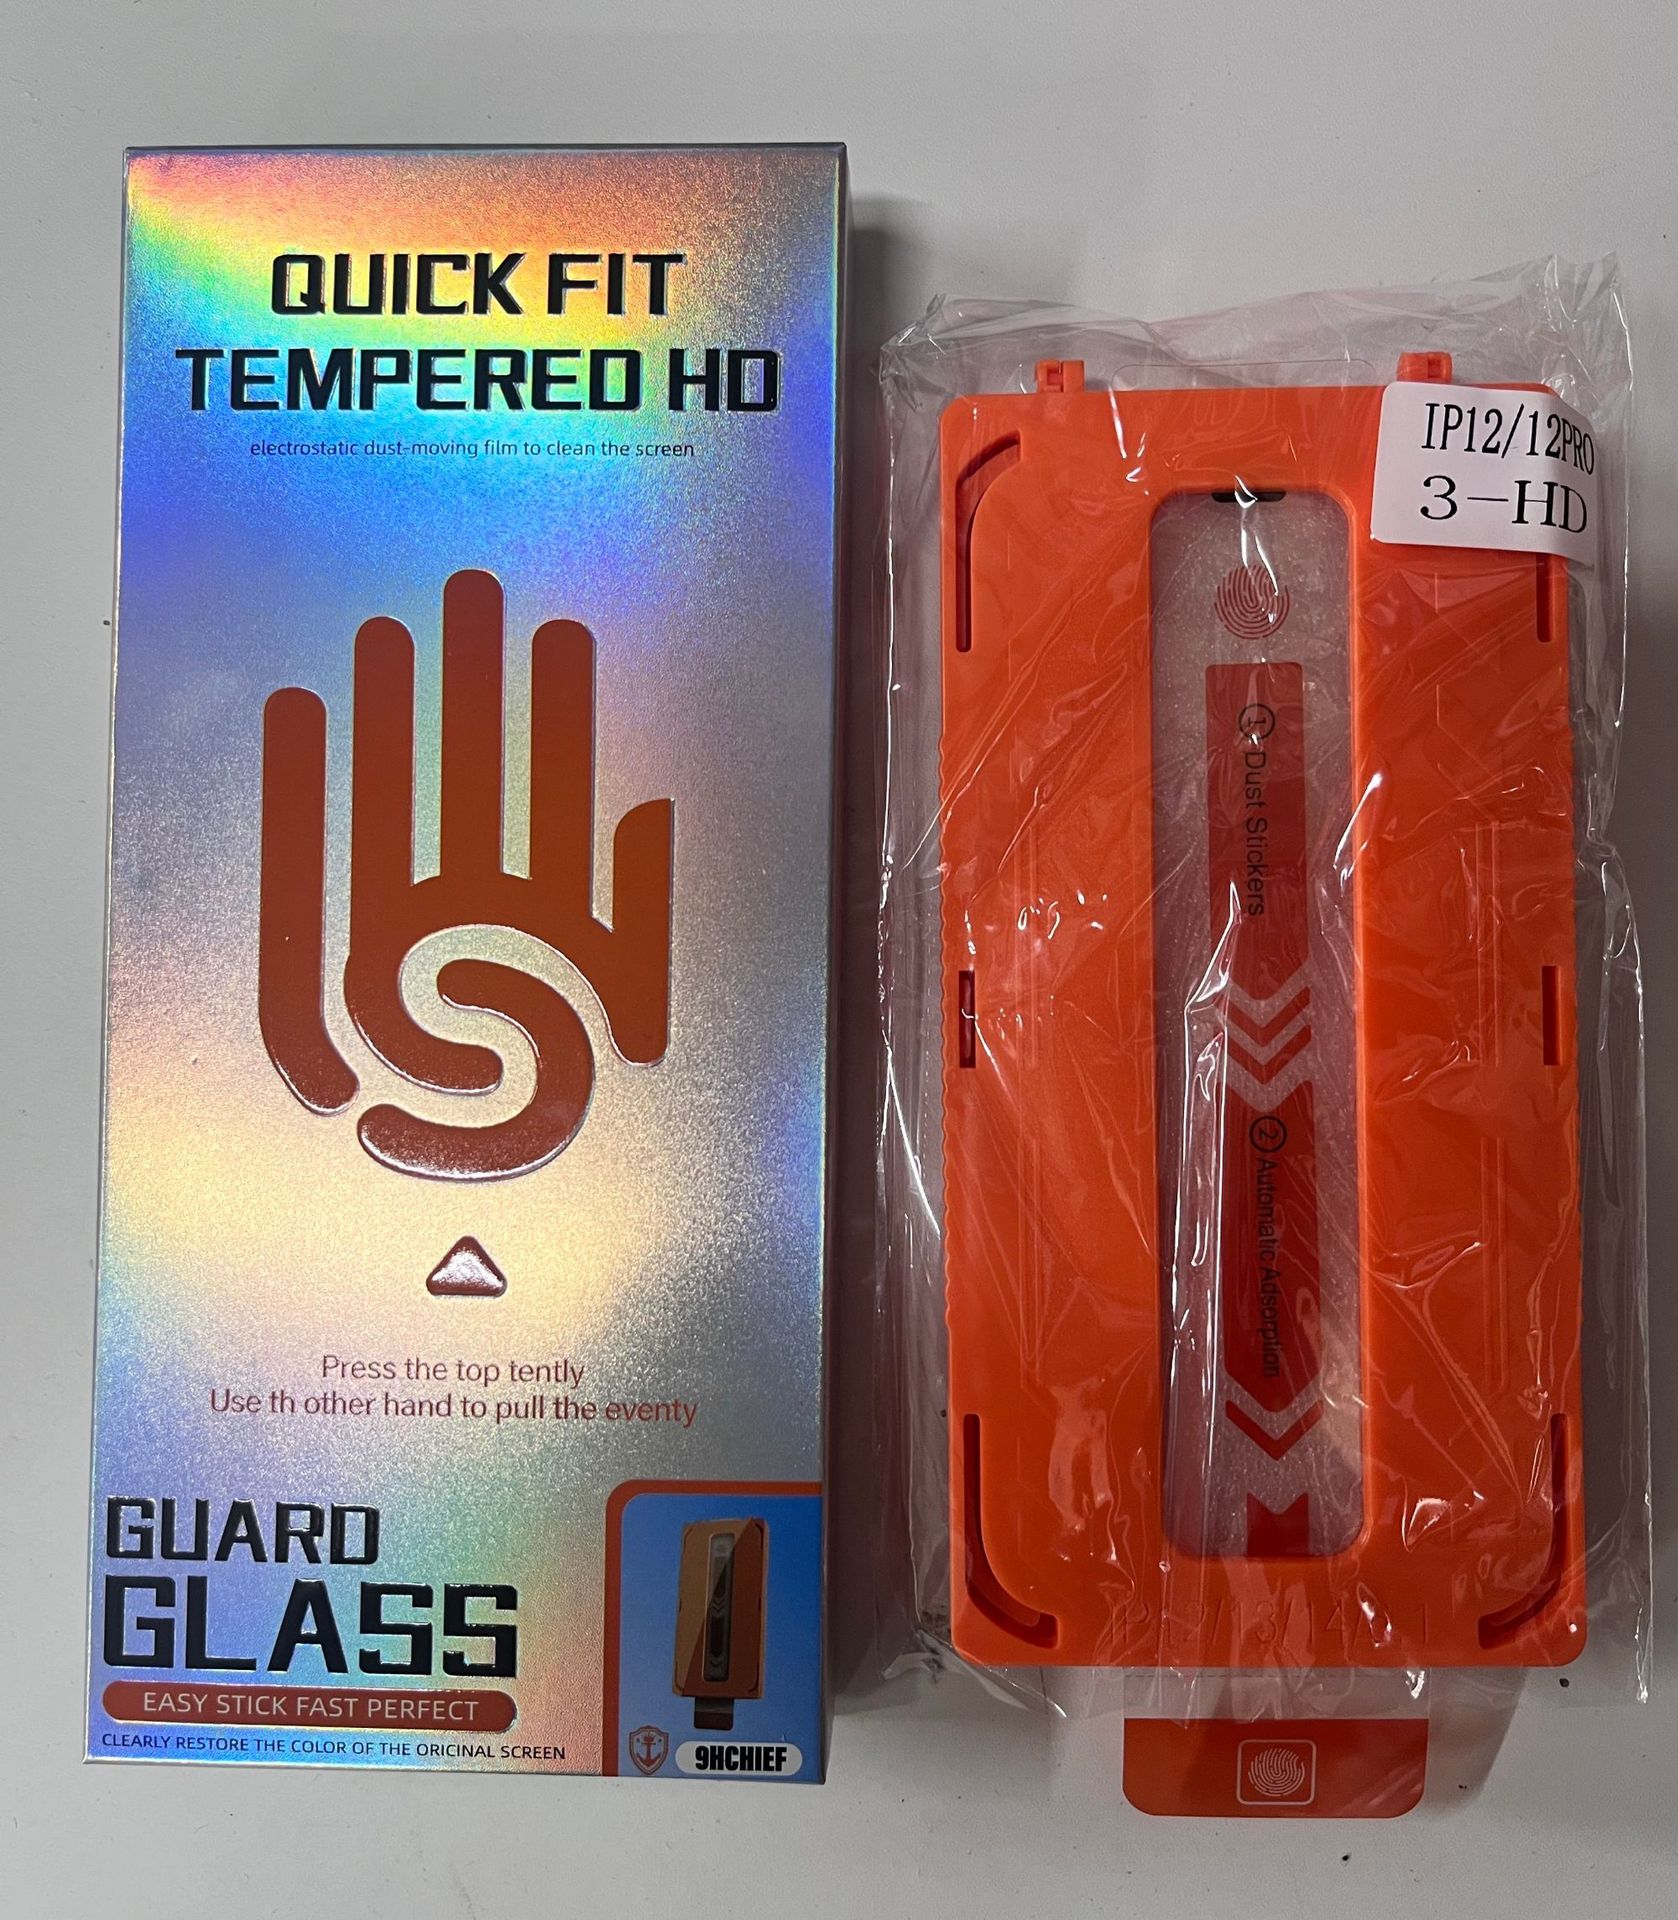 QUICK FIT
TEMPERED HD
electrostatic dust-moving film to clean the screen
Press the top tently
Use th other hand to pull the eventy
GUARD
GLASS
EASY STICK FAST PERFECT
CLEARLY RESTORE THE COLOR OF THE ORICINAL SCREEN
9HCHIEF
IP12/12PRO
3-HD
① Dust Stickers
② Automatic Adsorption